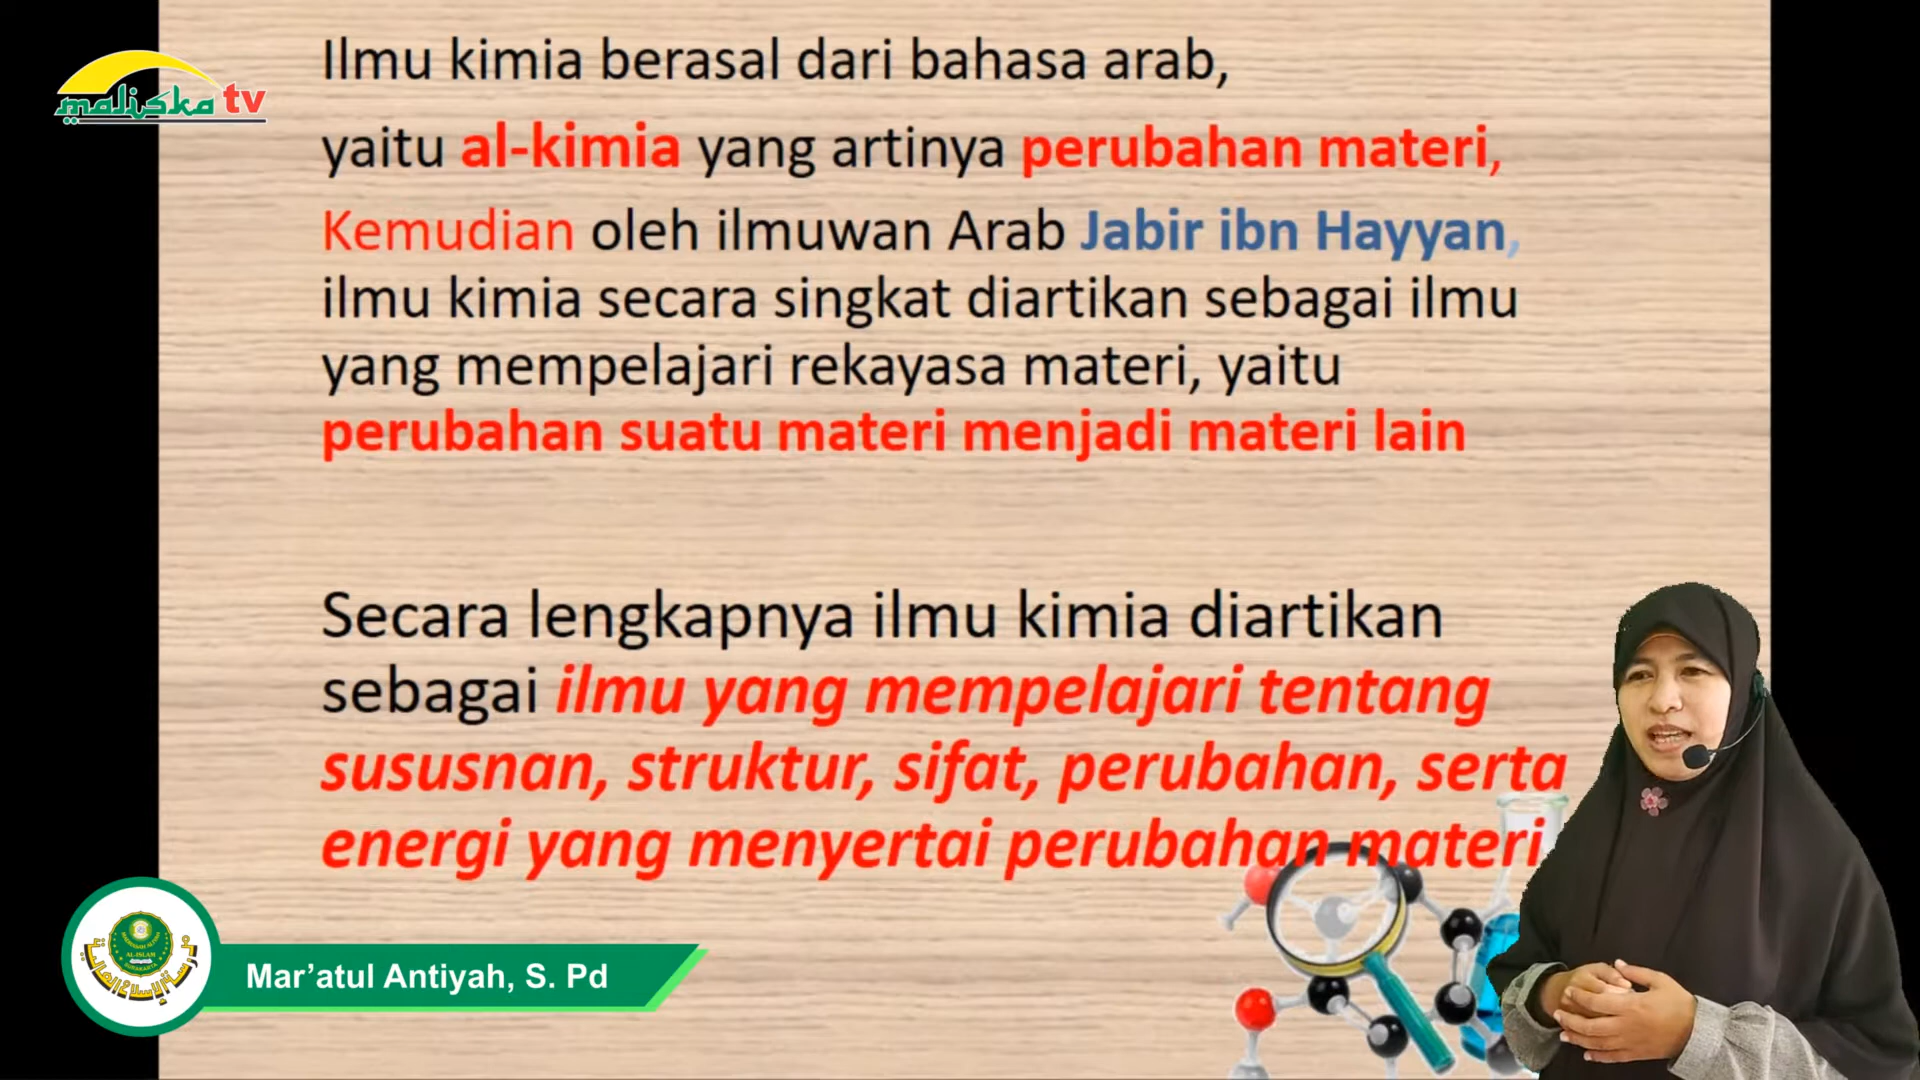 maliska tv
Ilmu kimia berasal dari bahasa arab,
yaitu al-kimia yang artinya perubahan materi,
Kemudian oleh ilmuwan Arab Jabir ibn Hayyan,
ilmu kimia secara singkat diartikan sebagai ilmu
yang mempelajari rekayasa materi, yaitu
perubahan suatu materi menjadi materi lain
Secara lengkapnya ilmu kimia diartikan
sebagai ilmu yang mempelajari tentang
sususnan, struktur, sifat, perubahan, serta
energi yang menyertai perubahan materi
AL-ISLAM
Mar’atul Antiyah, S. Pd